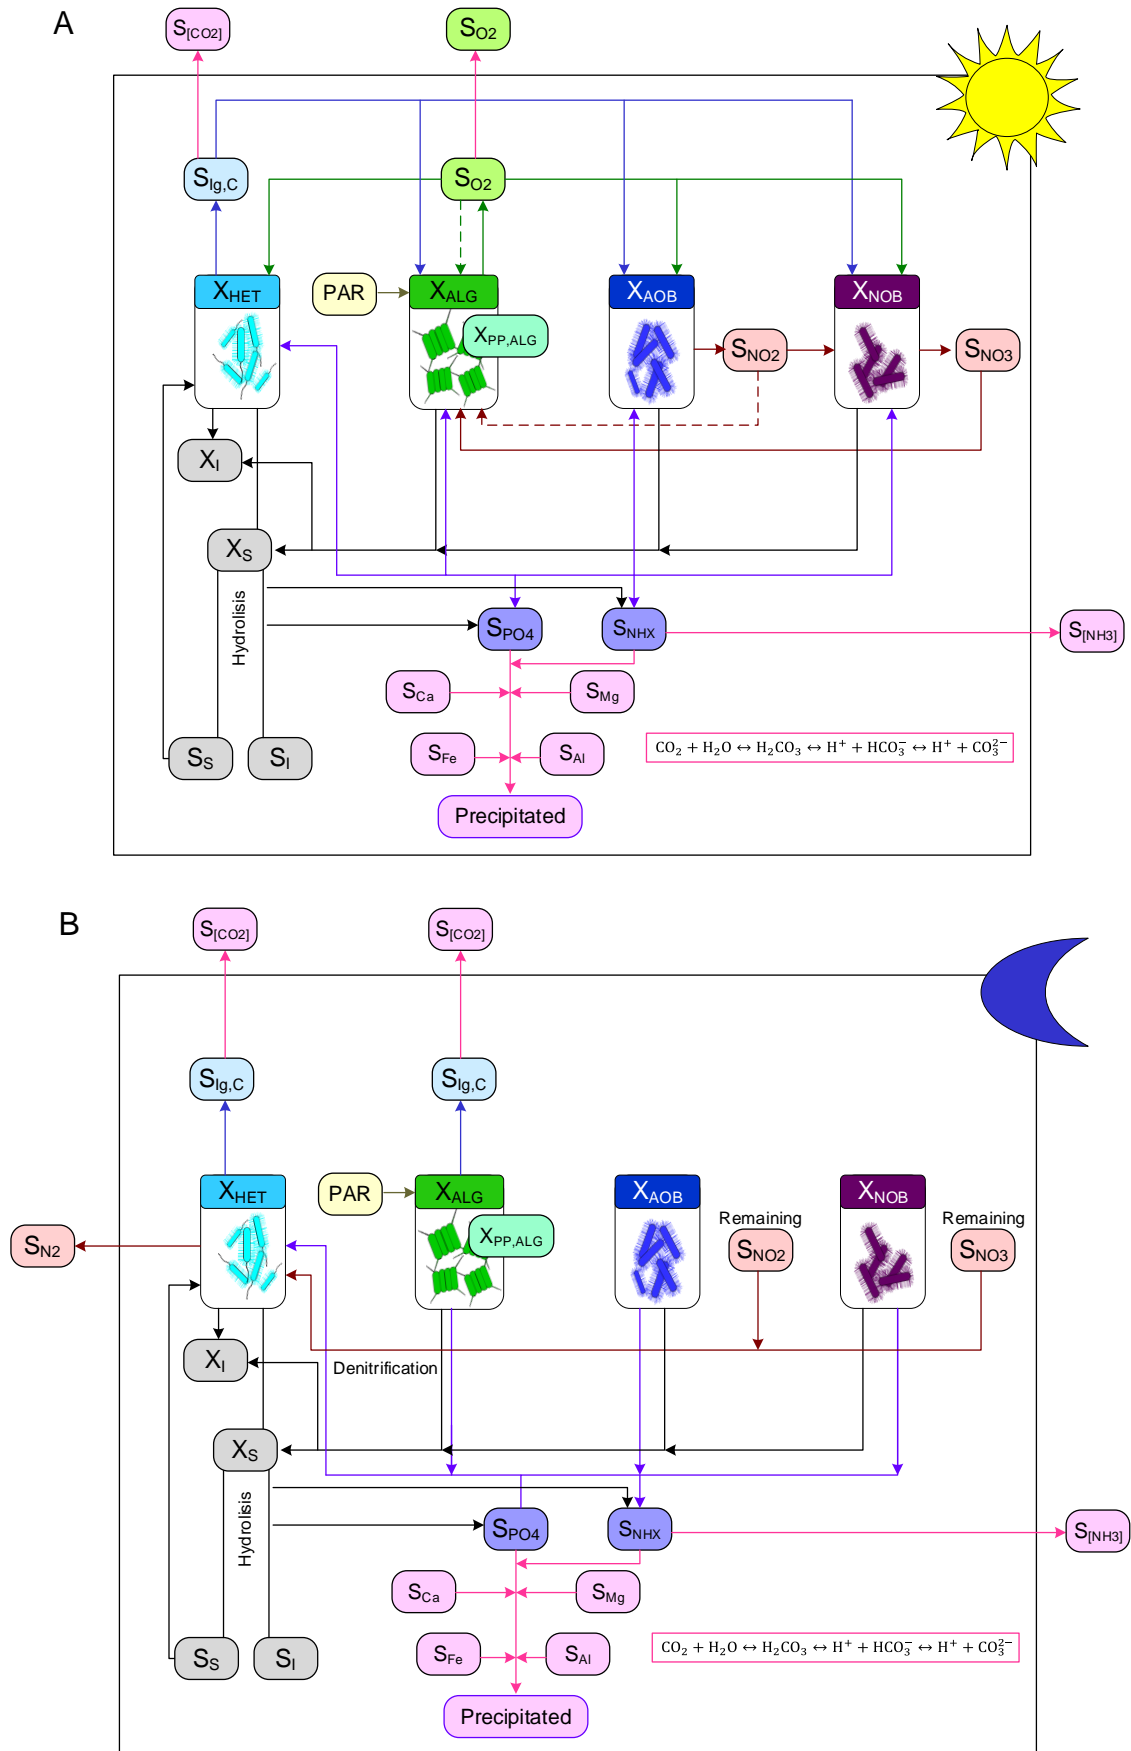 A
S[CO2]
SO2
SIg,C
SO2
XHET
PAR
XALG
XAOB
XNOB
XPP,ALG
SNO2
SNO3
XI
XS
Hydrolisis
SPO4
SNHX
S[NH3]
SCa
SMg
SS
SI
SFe
SAl
CO2 + H2O ↔ H2CO3 ↔ H+ + HCO3− ↔ H+ + CO32−
Precipitated
B
S[CO2]
S[CO2]
SIg,C
SIg,C
XHET
PAR
XALG
XAOB
XNOB
Remaining
Remaining
SN2
XPP,ALG
SNO2
SNO3
XI
Denitrification
XS
Hydrolisis
SPO4
SNHX
S[NH3]
SCa
SMg
SS
SI
SFe
SAl
CO2 + H2O ↔ H2CO3 ↔ H+ + HCO3− ↔ H+ + CO32−
Precipitated